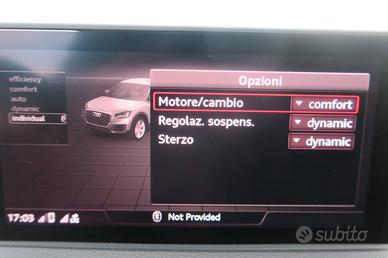 Opzioni
efficiency
comfort
auto
dynamic
individual
Motore/cambio comfort
Regolaz. sospens. dynamic
Sterzo dynamic
17:03
Not Provided
subito